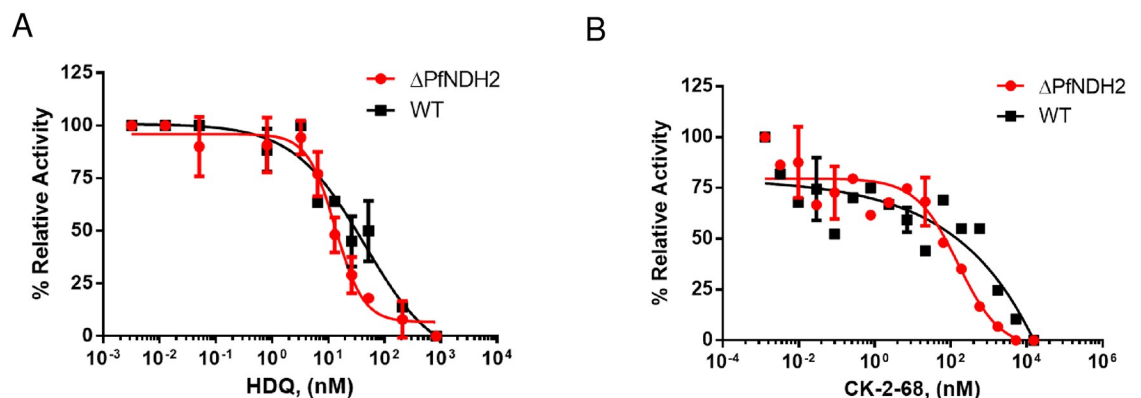 A
125
100
75
50
25
0
% Relative Activity
ΔPfNDH2
WT
10⁻³ 10⁻² 10⁻¹ 10⁰ 10¹ 10² 10³ 10⁴
HDQ, (nM)
B
125
100
75
50
25
0
% Relative Activity
ΔPfNDH2
WT
10⁻⁴ 10⁻² 10⁰ 10² 10⁴ 10⁶
CK-2-68, (nM)